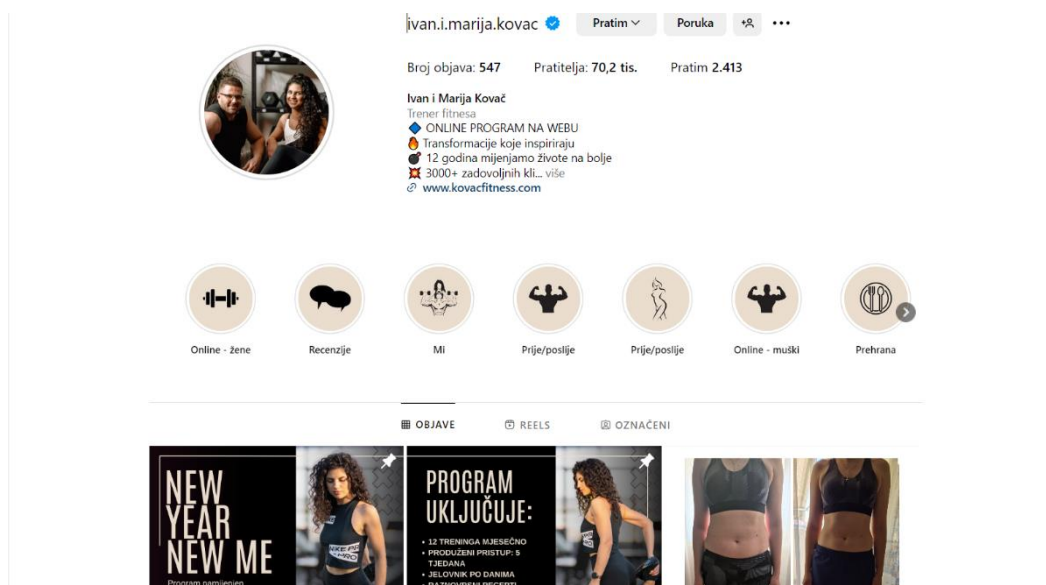 ivan.i.marija.kovac Pratim Poruka
Broj objava: 547 Pratitelja: 70,2 tis. Pratim 2.413
Ivan i Marija Kovač
Trener fitnesa
🔷 ONLINE PROGRAM NA WEBU
🔥 Transformacije koje inspiriraju
💣 12 godina mijenjamo živote na bolje
💥 3000+ zadovoljnih kli... više
www.kovacfitness.com
Online - žene Recenzije Mi Prije/poslije Prije/poslije Online - muški Prehrana
OBJAVE REELS OZNAČENI
NEW
YEAR
NEW ME
Program namijenjen
PROGRAM
UKLJUČUJE:
• 12 TRENINGA MJESEČNO
• PRODUŽENI PRISTUP: 5
TJEDANA
• JELOVNIK PO DANIMA
• RAZNOVRSNI RECEPTI